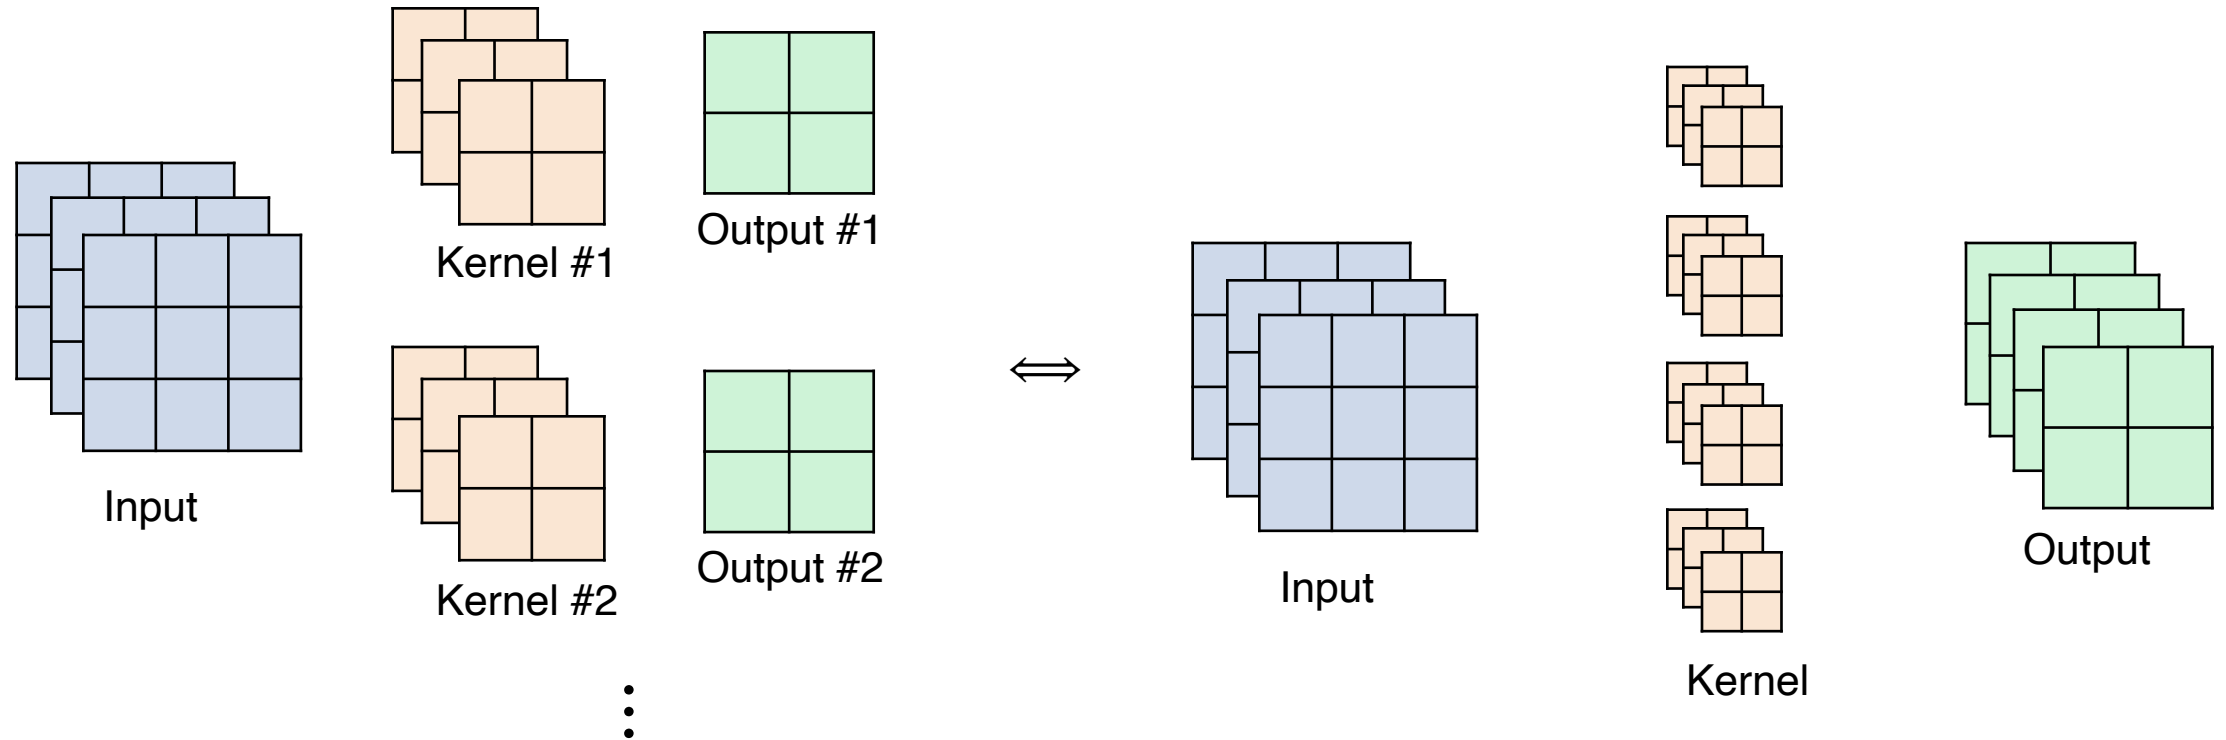 Input
Kernel #1
Output #1
Kernel #2
Output #2
⋮
⟺
Input
Kernel
Output